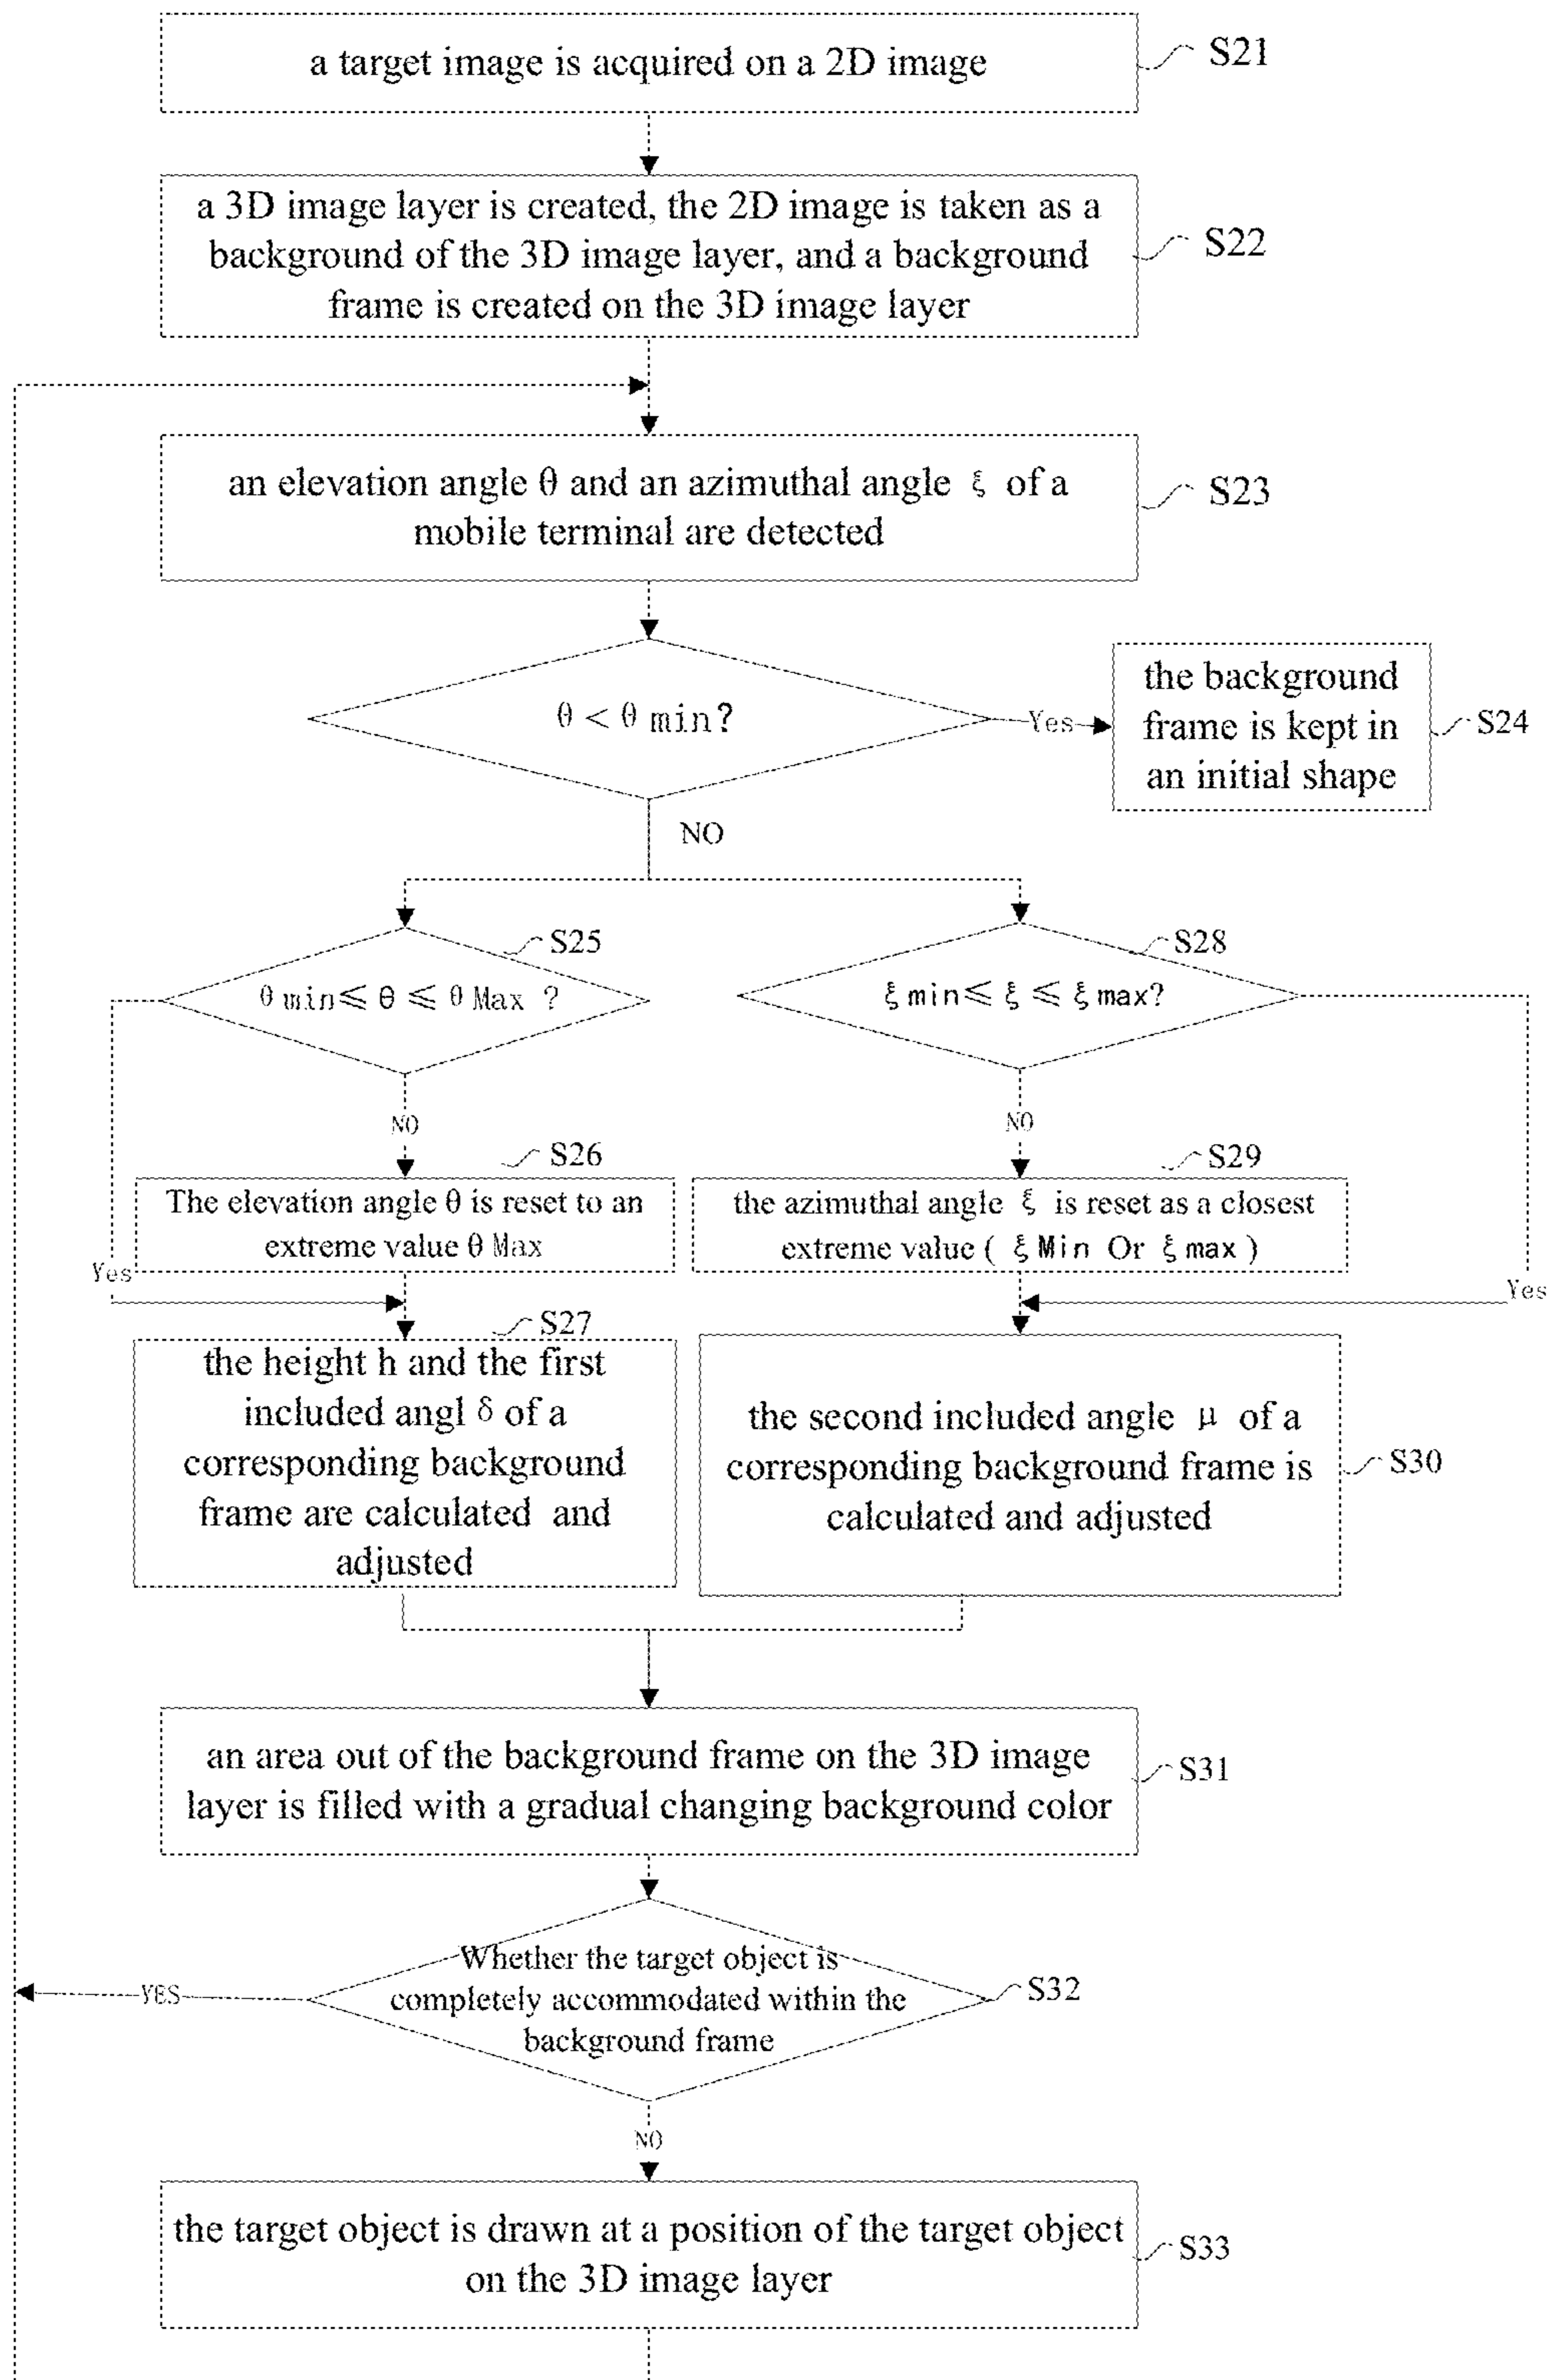 a target image is acquired on a 2D image
S21
a 3D image layer is created, the 2D image is taken as a
background of the 3D image layer, and a background
frame is created on the 3D image layer
S22
an elevation angle θ and an azimuthal angle ξ of a
mobile terminal are detected
S23
θ < θ min?
Yes
the background
frame is kept in
an initial shape
S24
NO
S25
θ min ≤ θ ≤ θ Max ?
S28
ξ min ≤ ξ ≤ ξ max?
NO
NO
S26
The elevation angle θ is reset to an
extreme value θ Max
S29
the azimuthal angle ξ is reset as a closest
extreme value ( ξ Min Or ξ max )
Yes
Yes
S27
the height h and the first
included angl δ of a
corresponding background
frame are calculated and
adjusted
the second included angle μ of a
corresponding background frame is
calculated and adjusted
S30
an area out of the background frame on the 3D image
layer is filled with a gradual changing background color
S31
Whether the target object is
completely accommodated within the
background frame
S32
YES
NO
the target object is drawn at a position of the target object
on the 3D image layer
S33